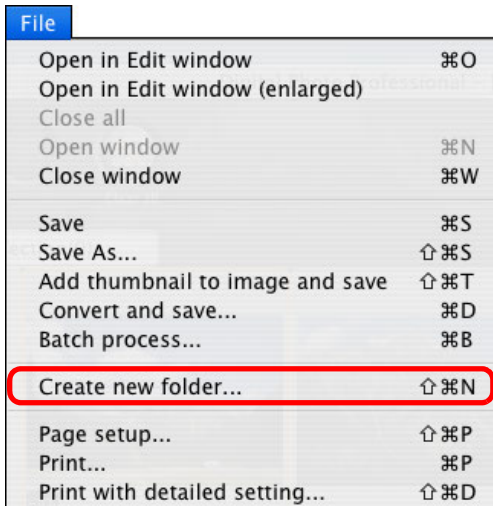 File
Open in Edit window ⌘O
Open in Edit window (enlarged)
Close all
Open window ⌘N
Close window ⌘W
Save ⌘S
Save As... ⇧⌘S
Add thumbnail to image and save ⇧⌘T
Convert and save... ⌘D
Batch process... ⌘B
Create new folder... ⇧⌘N
Page setup... ⇧⌘P
Print... ⌘P
Print with detailed setting... ⇧⌘D